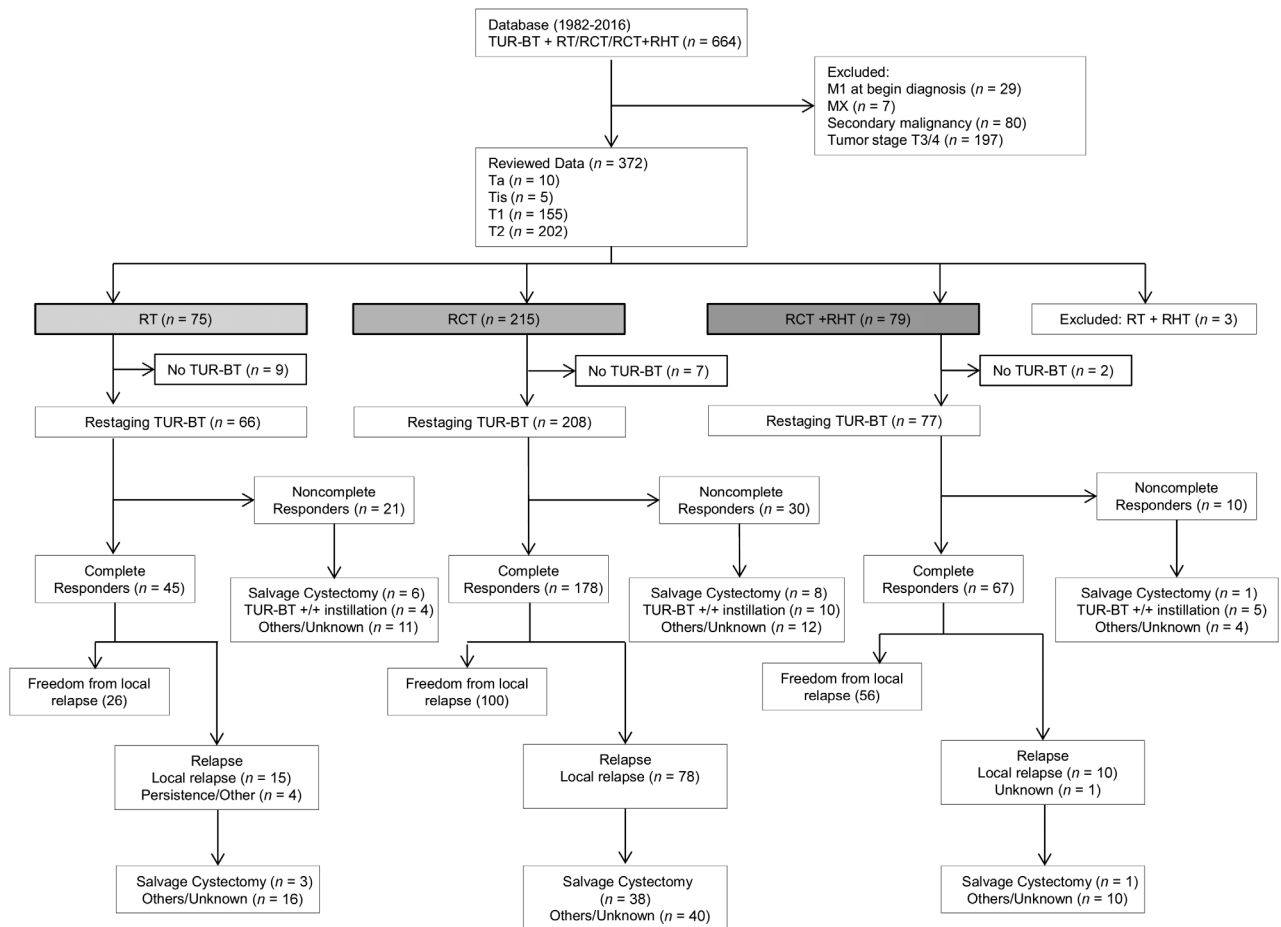 Database (1982-2016)
TUR-BT + RT/RCT/RCT+RHT (n = 664)
Excluded:
M1 at begin diagnosis (n = 29)
MX (n = 7)
Secondary malignancy (n = 80)
Tumor stage T3/4 (n = 197)
Reviewed Data (n = 372)
Ta (n = 10)
Tis (n = 5)
T1 (n = 155)
T2 (n = 202)
RT (n = 75)
RCT (n = 215)
RCT +RHT (n = 79)
Excluded: RT + RHT (n = 3)
No TUR-BT (n = 9)
No TUR-BT (n = 7)
No TUR-BT (n = 2)
Restaging TUR-BT (n = 66)
Restaging TUR-BT (n = 208)
Restaging TUR-BT (n = 77)
Noncomplete
Responders (n = 21)
Noncomplete
Responders (n = 30)
Noncomplete
Responders (n = 10)
Complete
Responders (n = 45)
Salvage Cystectomy (n = 6)
TUR-BT +/+ instillation (n = 4)
Others/Unknown (n = 11)
Complete
Responders (n = 178)
Salvage Cystectomy (n = 8)
TUR-BT +/+ instillation (n = 10)
Others/Unknown (n = 12)
Complete
Responders (n = 67)
Salvage Cystectomy (n = 1)
TUR-BT +/+ instillation (n = 5)
Others/Unknown (n = 4)
Freedom from local
relapse (26)
Freedom from local
relapse (100)
Freedom from local
relapse (56)
Relapse
Local relapse (n = 15)
Persistence/Other (n = 4)
Relapse
Local relapse (n = 78)
Relapse
Local relapse (n = 10)
Unknown (n = 1)
Salvage Cystectomy (n = 3)
Others/Unknown (n = 16)
Salvage Cystectomy
(n = 38)
Others/Unknown (n = 40)
Salvage Cystectomy (n = 1)
Others/Unknown (n = 10)